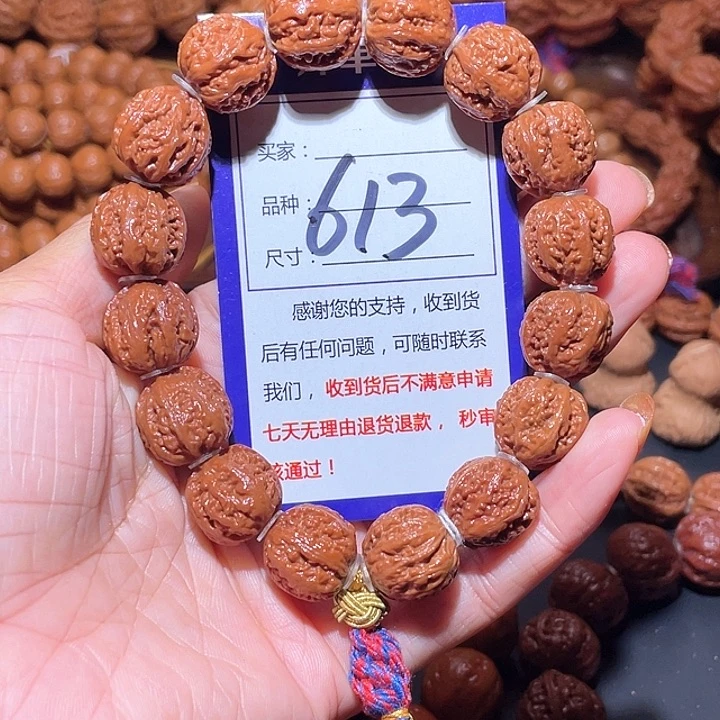 买家：
品种：
613
尺寸：
感谢您的支持，收到货
后有任何问题，可随时联系
我们，收到货后不满意申请
七天无理由退货退款，秒审
核通过！